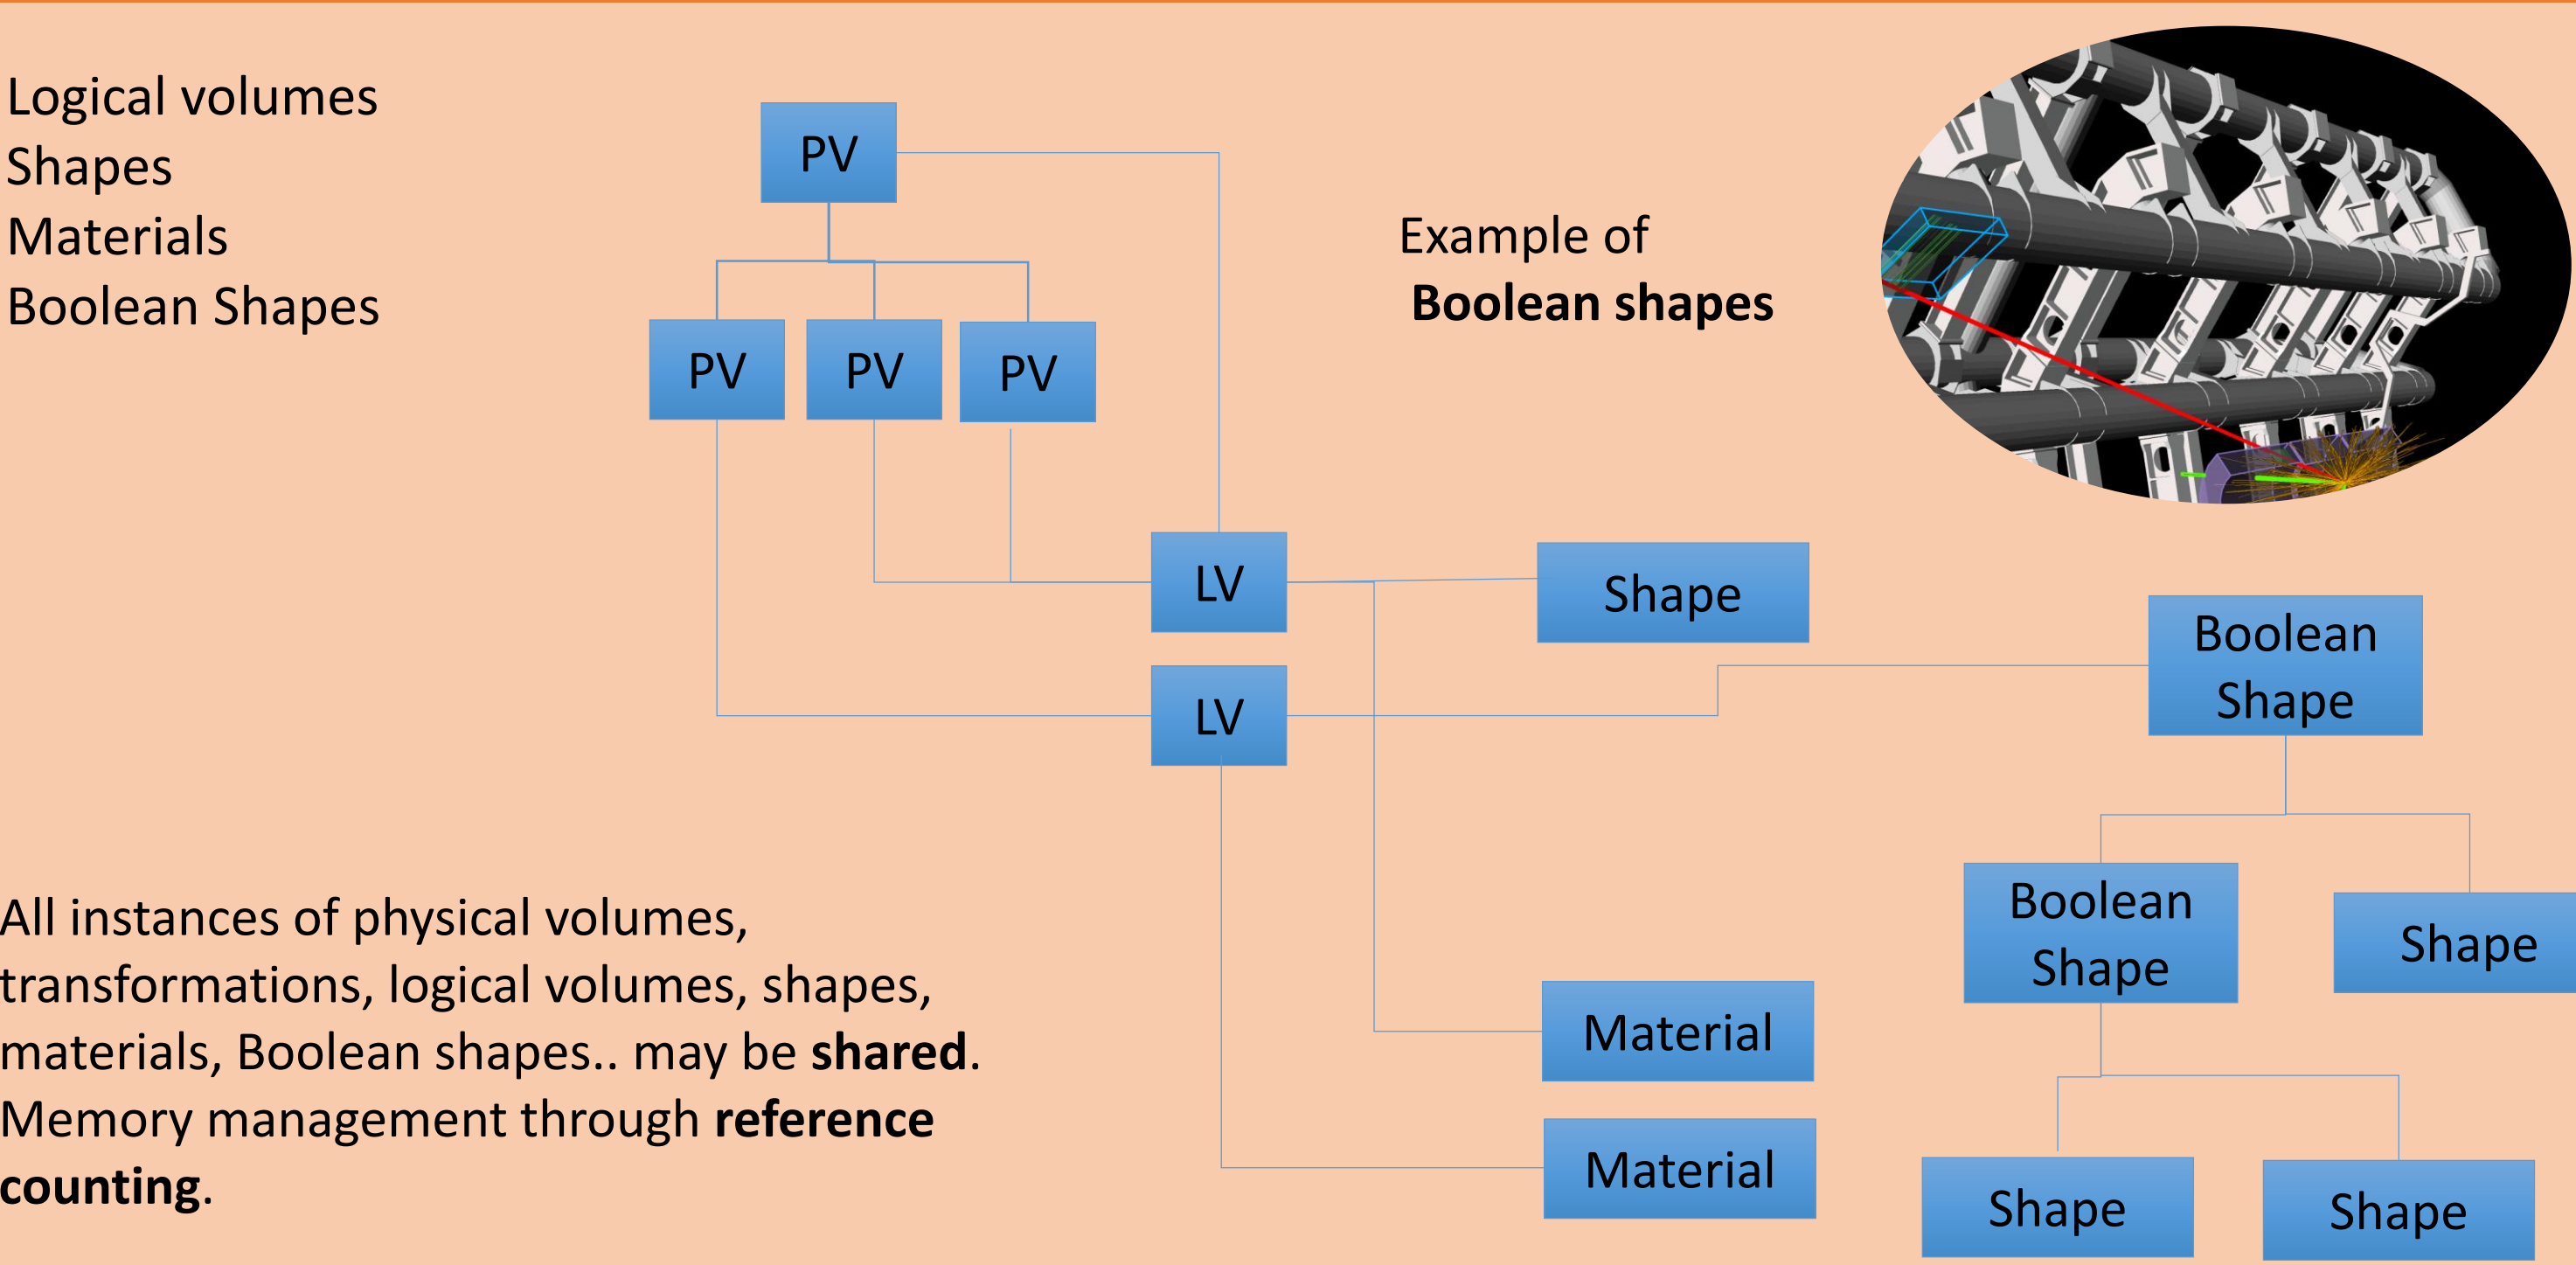 Logical volumes
Shapes
Materials
Boolean Shapes
PV
PV
PV
PV
Example of
Boolean shapes
LV
Shape
LV
Boolean
Shape
Boolean
Shape
Shape
Material
Material
Shape
Shape
All instances of physical volumes,
transformations, logical volumes, shapes,
materials, Boolean shapes.. may be shared.
Memory management through reference
counting.